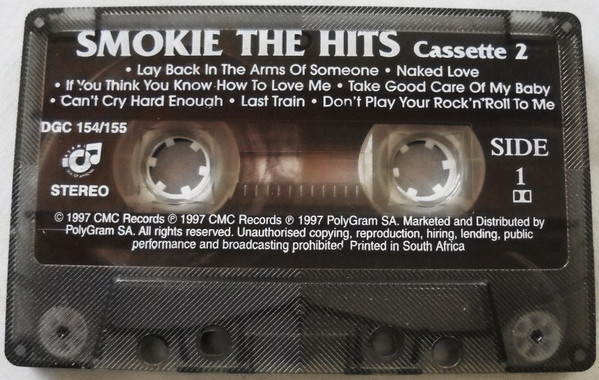 SMOKIE THE HITS Cassette 2
• Lay Back In The Arms Of Someone • Naked Love
• If You Think You Know How To Love Me • Take Good Care Of My Baby
• Can't Cry Hard Enough • Last Train • Don't Play Your Rock'n'Roll To Me
DGC 154/155
STEREO
SIDE
1
© 1997 CMC Records ℗ 1997 CMC Records ℗ 1997 PolyGram SA. Marketed and Distributed by
PolyGram SA. All rights reserved. Unauthorised copying, reproduction, hiring, lending, public
performance and broadcasting prohibited. Printed in South Africa